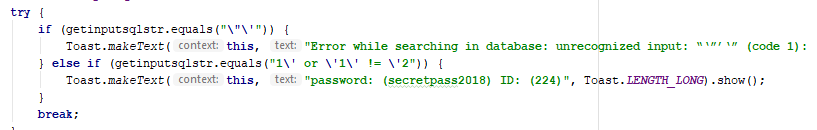 try {
if (getinputsqlstr.equals("\"\'")) {
Toast.makeText( context: this, text: "Error while searching in database: unrecognized input: “‘”’ ‘” (code 1):
} else if (getinputsqlstr.equals("1\' or \'1\' != \'2")) {
Toast.makeText( context: this, text: "password: (secretpass2018) ID: (224)", Toast.LENGTH_LONG).show();
}
break;